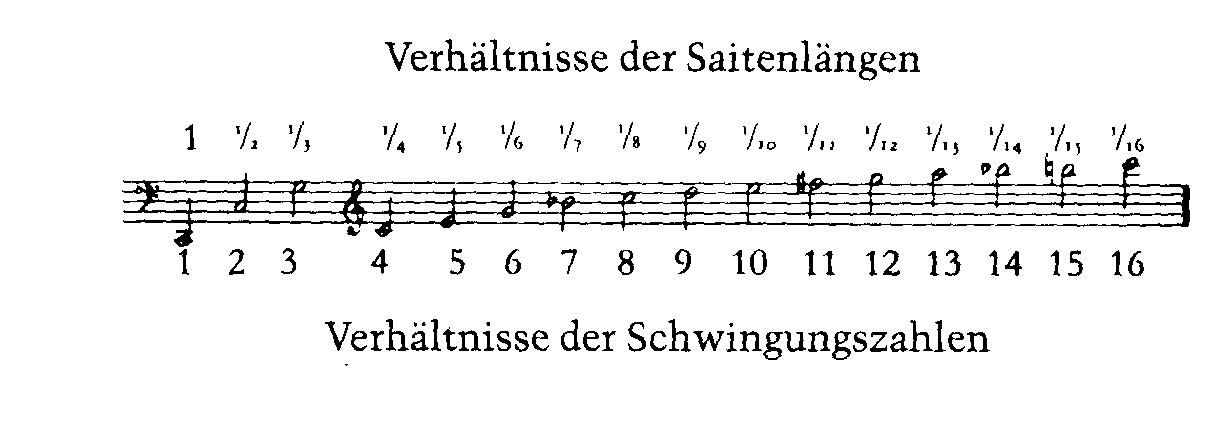 Verhältnisse der Saitenlängen
1 1/2 1/3 1/4 1/5 1/6 1/7 1/8 1/9 1/10 1/11 1/12 1/13 1/14 1/15 1/16
1 2 3 4 5 6 7 8 9 10 11 12 13 14 15 16
Verhältnisse der Schwingungszahlen